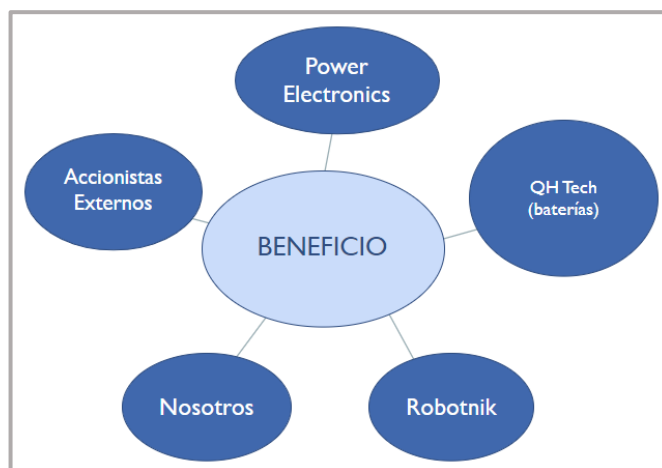 Power
Electronics
Accionistas
Externos
QH Tech
(baterías)
BENEFICIO
Nosotros
Robotnik